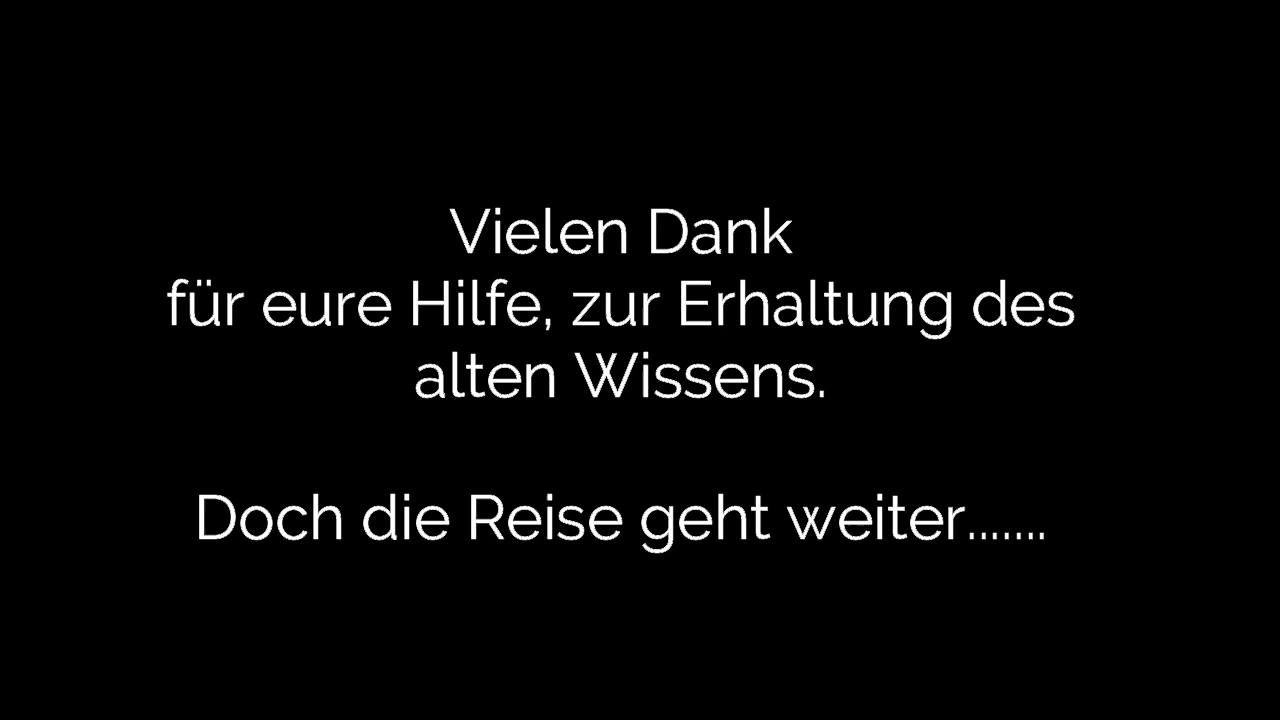 Vielen Dank
für eure Hilfe, zur Erhaltung des
alten Wissens.
Doch die Reise geht weiter.......